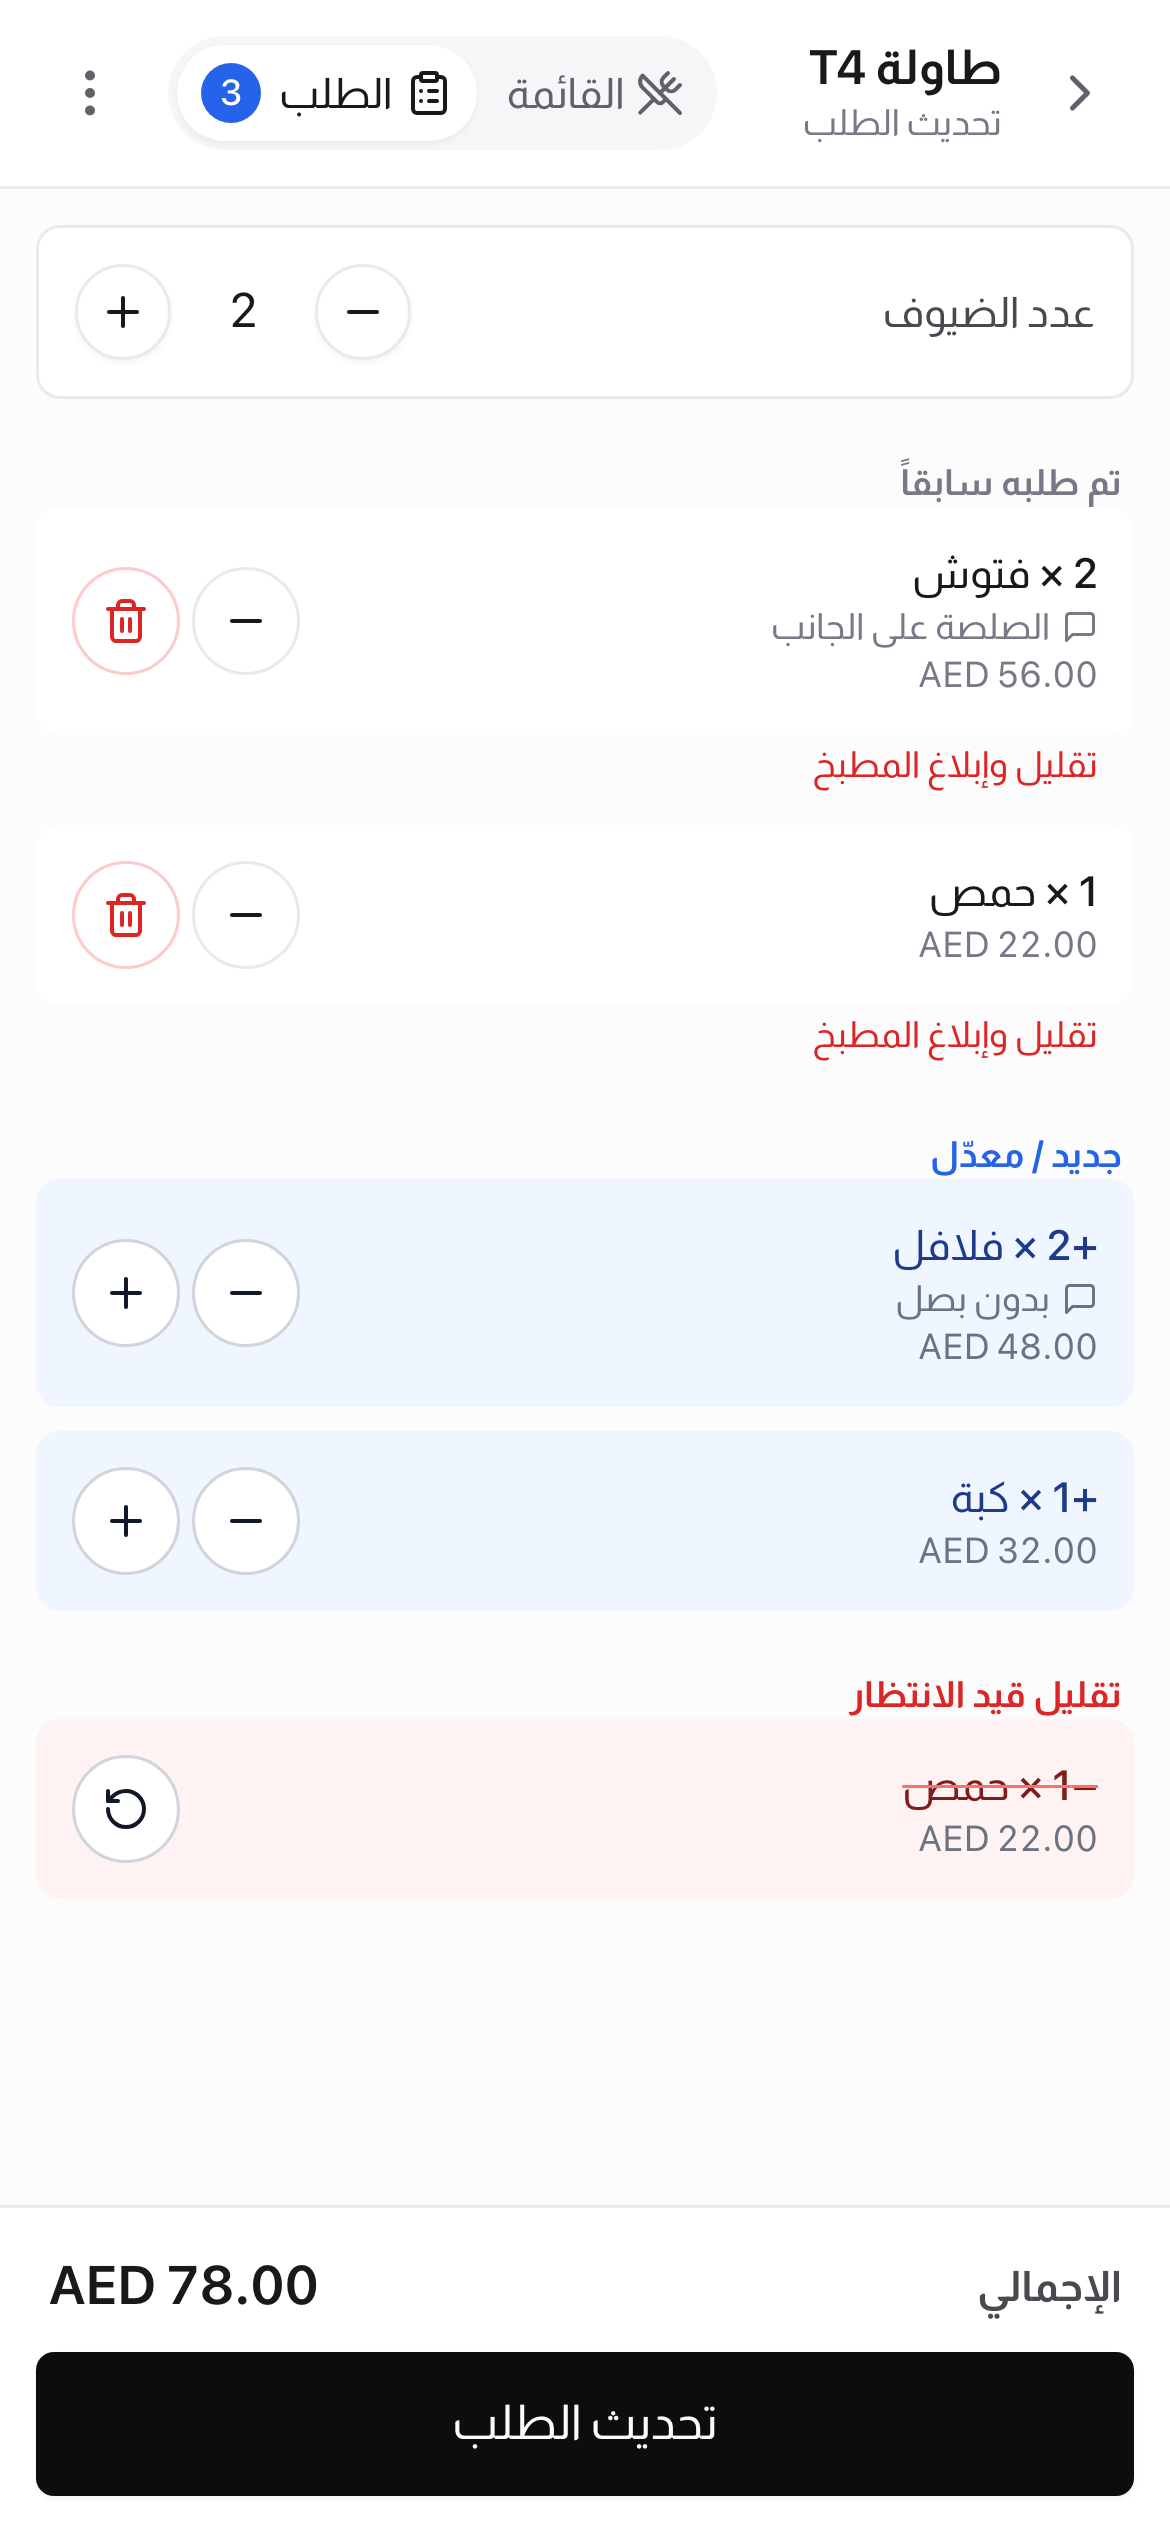 طاولة T4
تحديث الطلب
القائمة
الطلب 3
عدد الضيوف
2
تم طلبه سابقاً
2 × فتوش
الصلصة على الجانب
AED 56.00
تقليل وإبلاغ المطبخ
1 × حمص
AED 22.00
تقليل وإبلاغ المطبخ
جديد / معدّل
+2 × فلافل
بدون بصل
AED 48.00
+1 × كبة
AED 32.00
تقليل قيد الانتظار
−1 × حمص
AED 22.00
الإجمالي
AED 78.00
تحديث الطلب